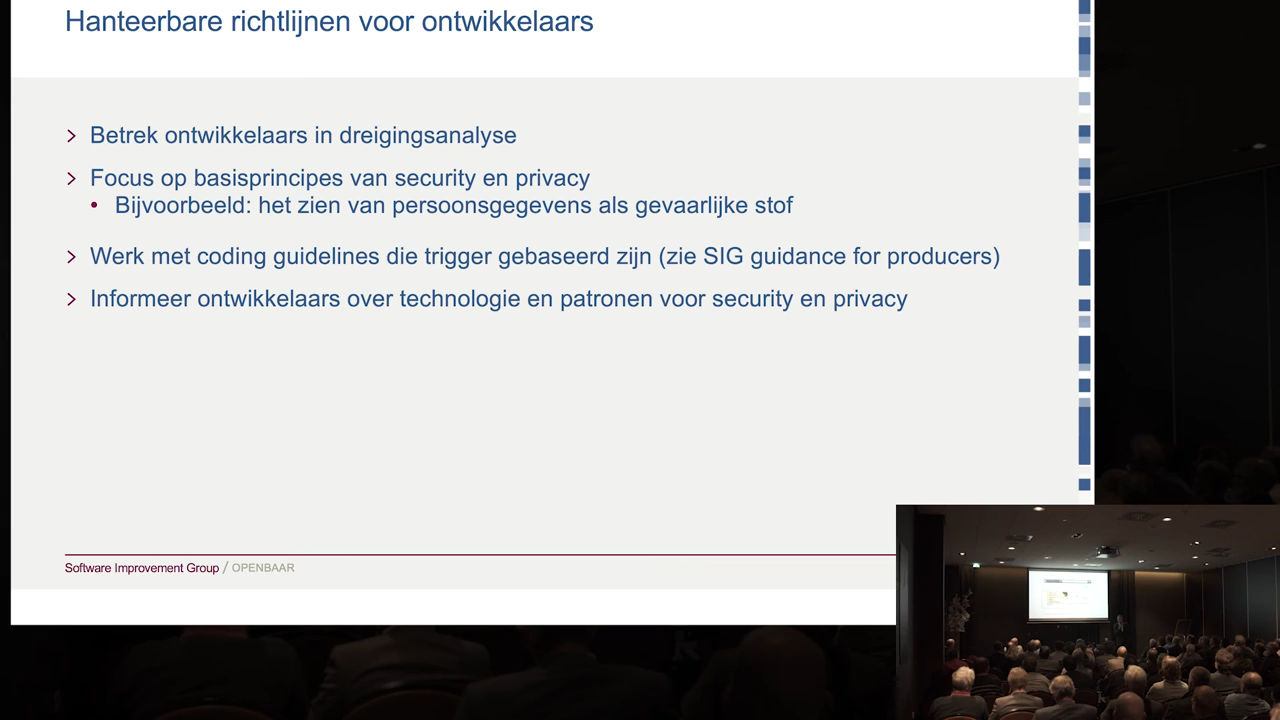 Hanteerbare richtlijnen voor ontwikkelaars
> Betrek ontwikkelaars in dreigingsanalyse
> Focus op basisprincipes van security en privacy
• Bijvoorbeeld: het zien van persoonsgegevens als gevaarlijke stof
> Werk met coding guidelines die trigger gebaseerd zijn (zie SIG guidance for producers)
> Informeer ontwikkelaars over technologie en patronen voor security en privacy
Software Improvement Group / OPENBAAR